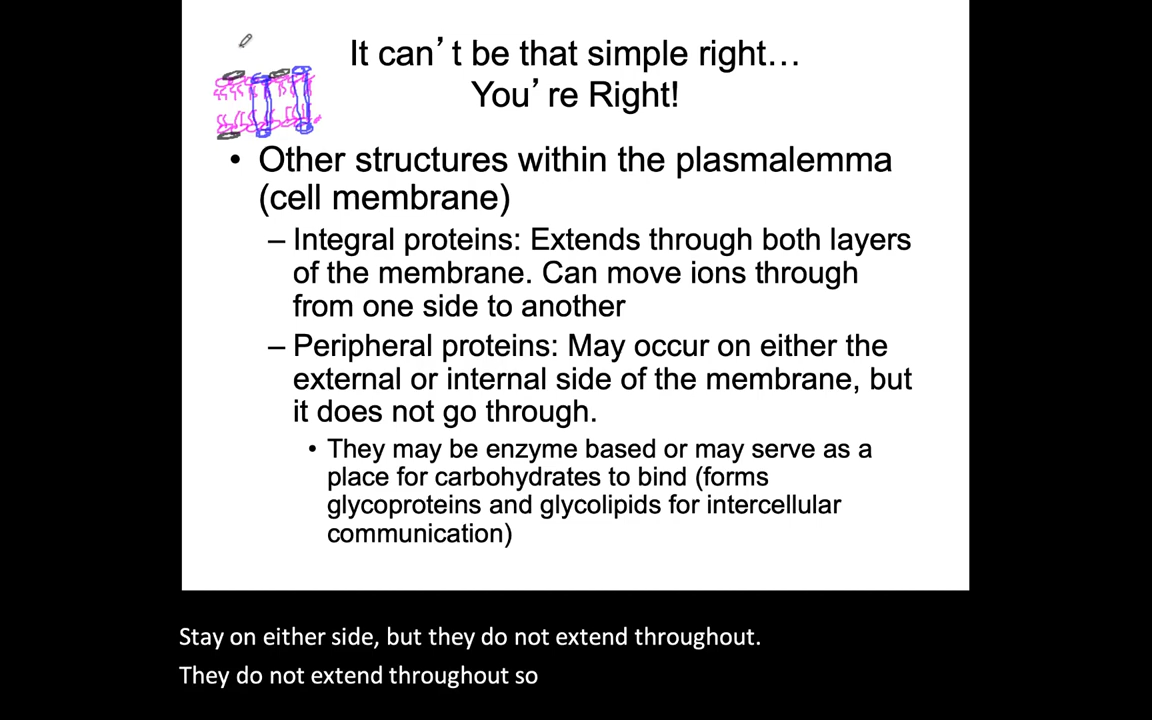 It can’t be that simple right…
You’re Right!
• Other structures within the plasmalemma
(cell membrane)
– Integral proteins: Extends through both layers
of the membrane. Can move ions through
from one side to another
– Peripheral proteins: May occur on either the
external or internal side of the membrane, but
it does not go through.
• They may be enzyme based or may serve as a
place for carbohydrates to bind (forms
glycoproteins and glycolipids for intercellular
communication)
Stay on either side, but they do not extend throughout.
They do not extend throughout so